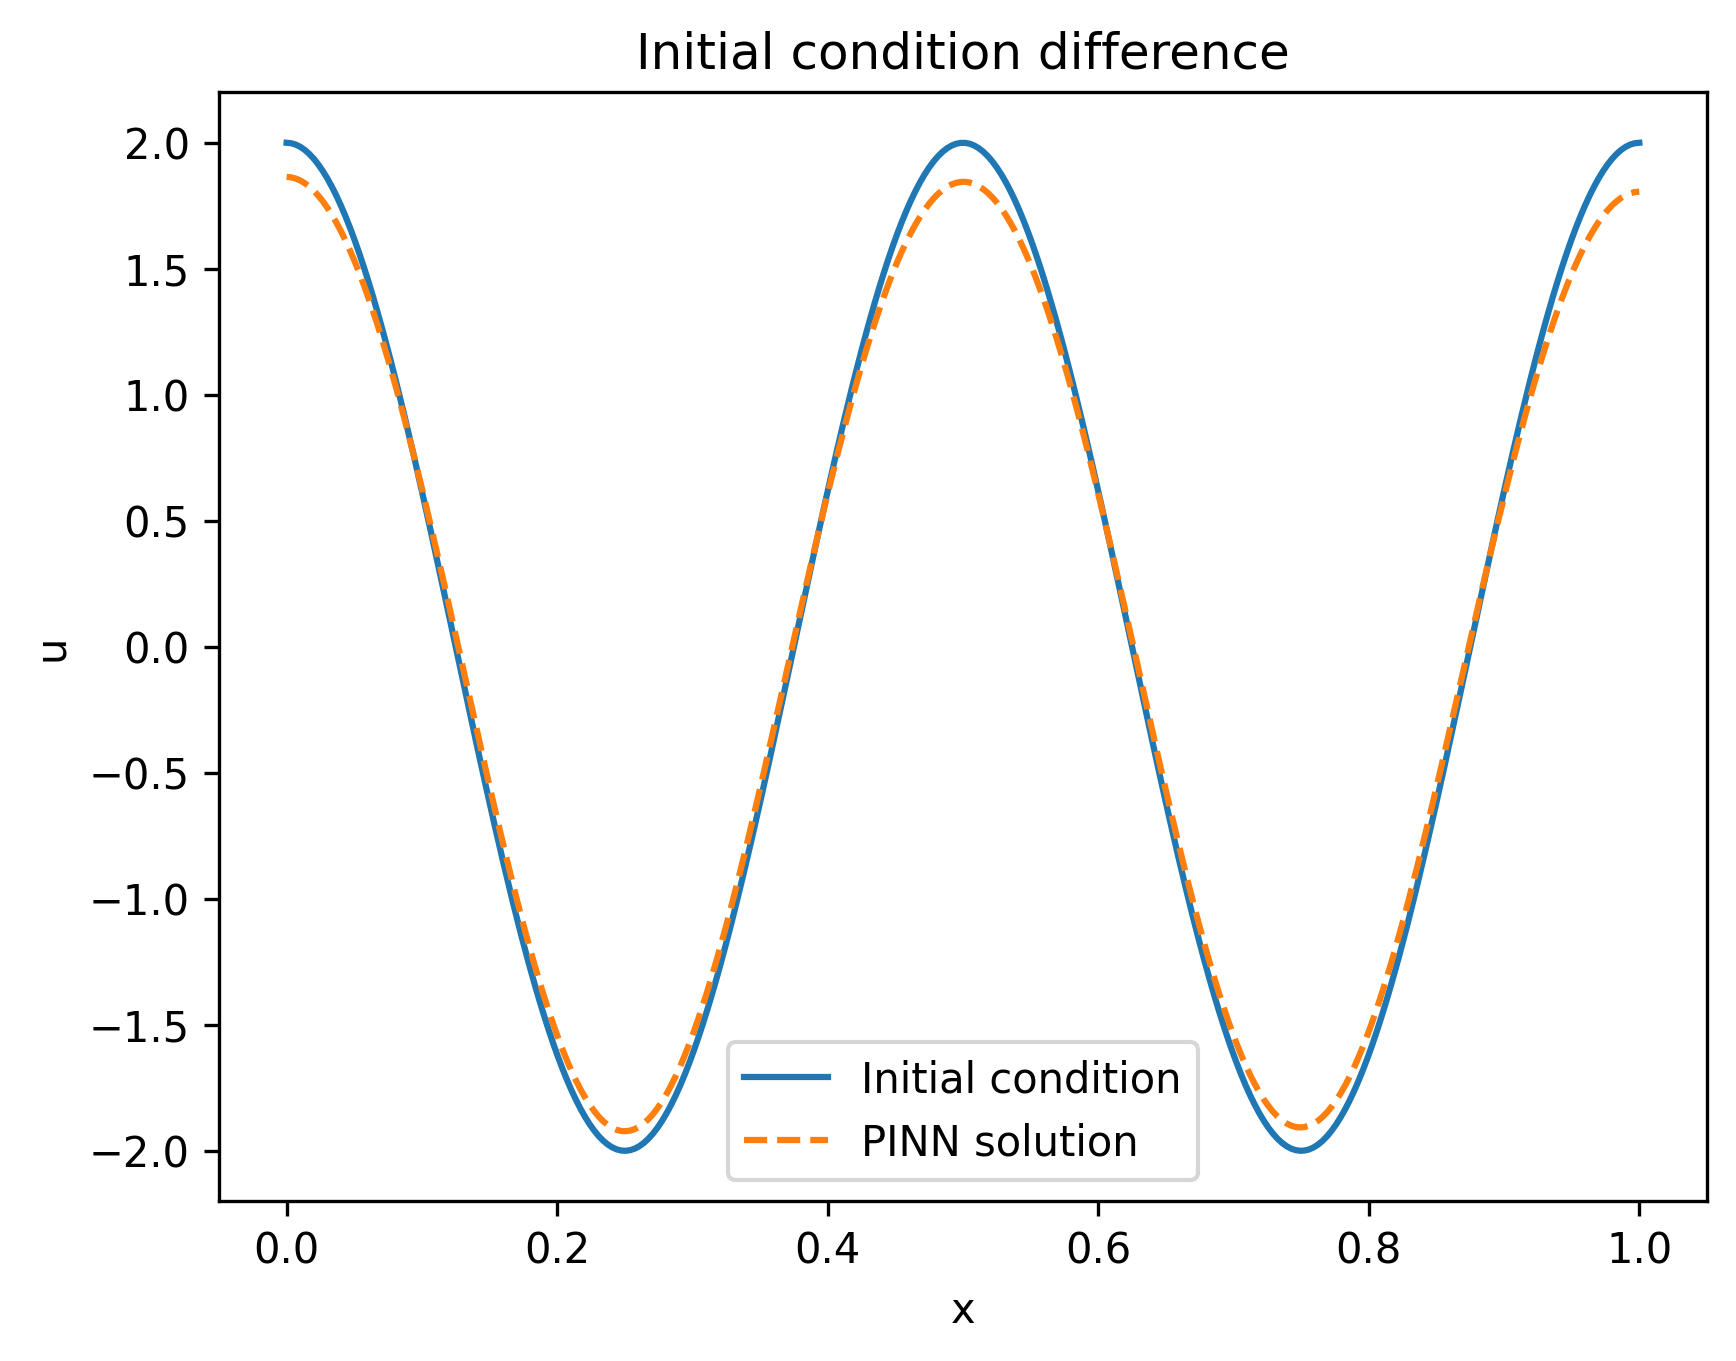 Initial condition difference
2.0
1.5
1.0
0.5
0.0
−0.5
−1.0
−1.5
−2.0
u
Initial condition
PINN solution
0.0 0.2 0.4 0.6 0.8 1.0
x